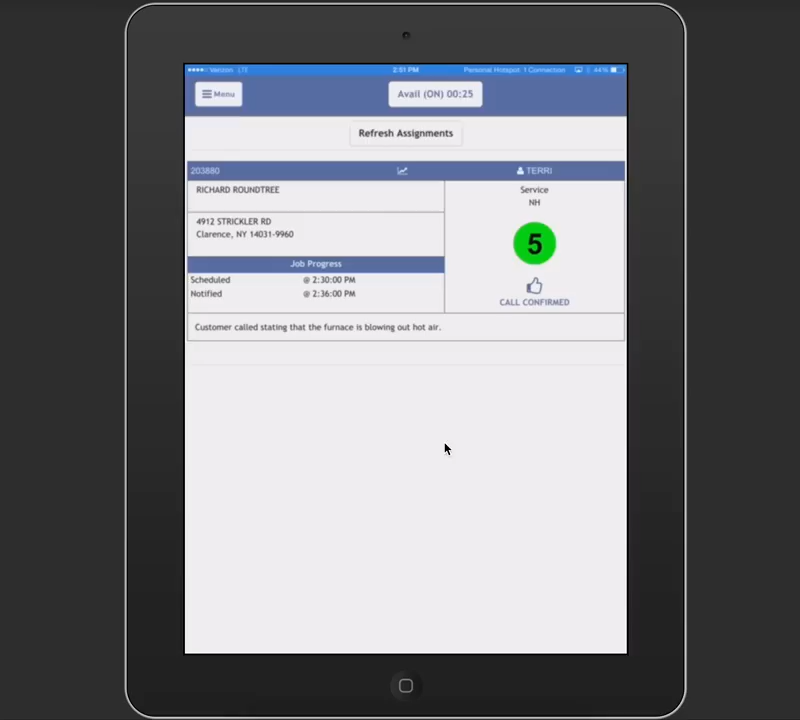 Verizon LTE
2:51 PM
Personal Hotspot: 1 Connection
44%
Menu
Avail (ON) 00:25
Refresh Assignments
203880
TERRI
RICHARD ROUNDTREE
Service
NH
4912 STRICKLER RD
Clarence, NY 14031-9960
5
Job Progress
Scheduled @ 2:30:00 PM
Notified @ 2:36:00 PM
CALL CONFIRMED
Customer called stating that the furnace is blowing out hot air.